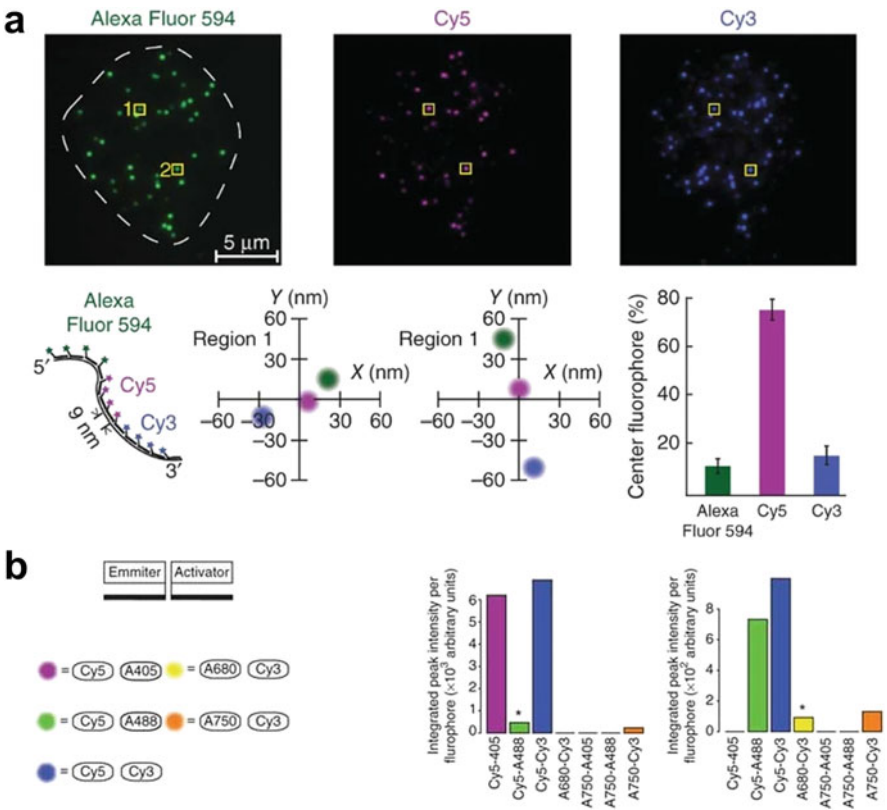 a
Alexa Fluor 594
Cy5
Cy3
1
2
5 μm
Alexa
Fluor 594
5′
Cy5
Cy3
9 nm
3′
Y (nm)
60
Region 1
30
X (nm)
−60 −30
30 60
−30
−60
Y (nm)
60
Region 1
30
X (nm)
−60 −30
30 60
−30
−60
Center fluorophore (%)
80
60
40
20
Alexa
Fluor 594
Cy5
Cy3
b
Emmiter
Activator
= Cy5 A405
= A680 Cy3
= Cy5 A488
= A750 Cy3
= Cy5 Cy3
Integrated peak intensity per
flurophore (×10³ arbitrary units)
6
5
4
3
2
1
0
*
Cy5-405
Cy5-A488
Cy5-Cy3
A680-Cy3
A750-A405
A750-A488
A750-Cy3
Integrated peak intensity per
flurophore (×10² arbitrary units)
8
6
4
2
0
*
Cy5-405
Cy5-A488
Cy5-Cy3
A680-Cy3
A750-A405
A750-A488
A750-Cy3